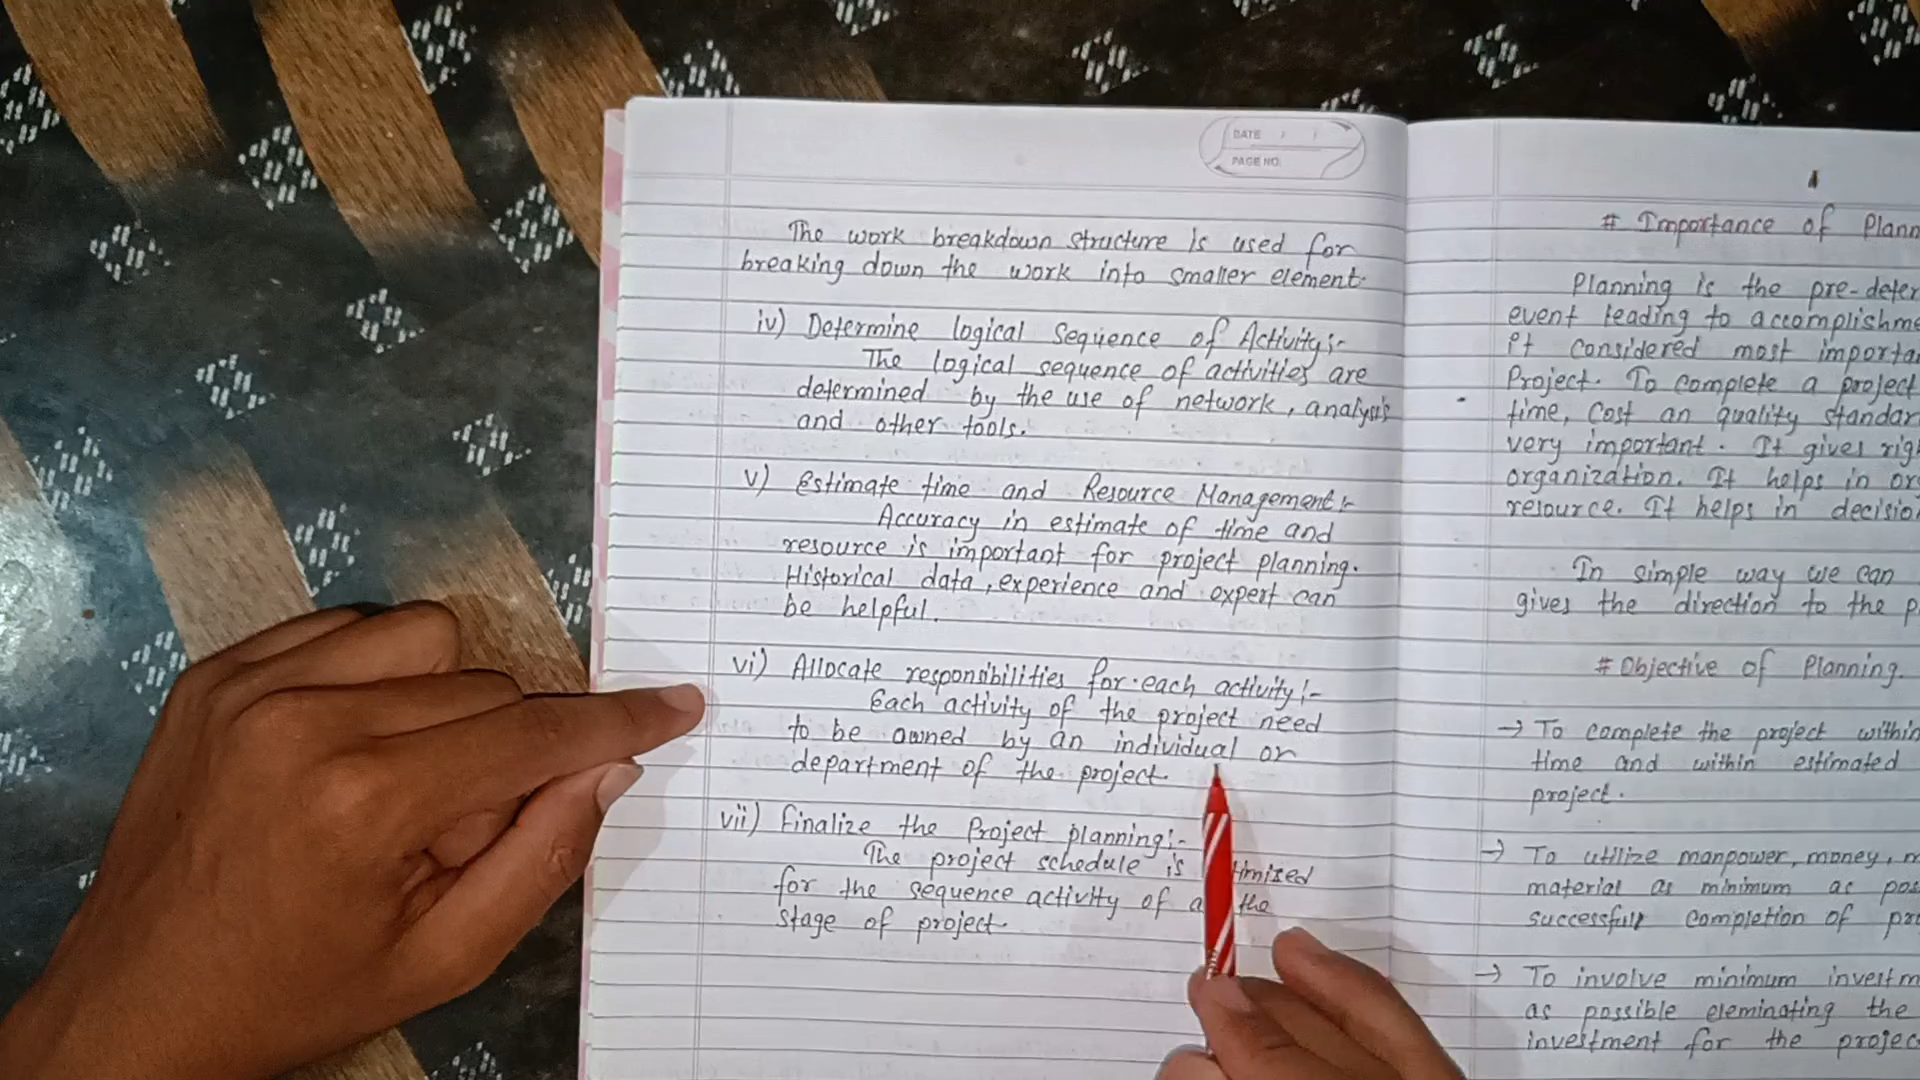 DATE / /
PAGE NO.
The work breakdown structure is used for
breaking down the work into smaller element.
iv) Determine logical Sequence of Activity:-
The logical sequence of activities are
determined by the use of network, analysis
and other tools.
v) Estimate time and Resource Management:-
Accuracy in estimate of time and
resource is important for project planning.
Historical data, experience and expert can
be helpful.
vi) Allocate responsibilities for each activity:-
Each activity of the project need
to be owned by an individual or
department of the project.
vii) Finalize the Project planning:-
The project schedule is
for the sequence activity of the
stage of project.
# Importance of
Planning is the
event leading to
it considered most
Project. To complete a project
time, Cost an quality
very important. It gives
organization. It helps in
resource. It helps in
In simple way we can
gives the direction to the
# Objective of Planning.
→ To complete the project within
time and within estimated
project.
→ To utilize manpower, money,
material as minimum as
successfull completion of
→ To involve minimum
as possible eleminating the
investment for the